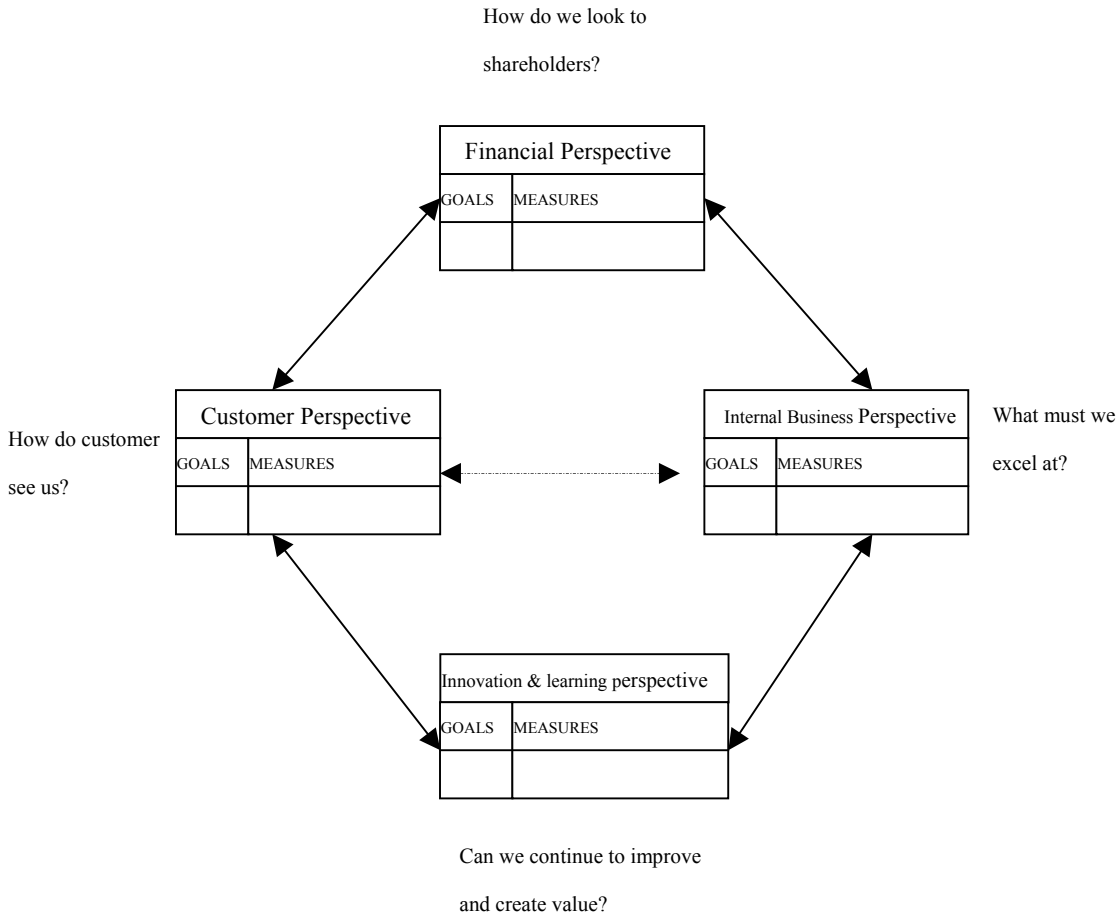 How do we look to
shareholders?
Financial Perspective
GOALS MEASURES
Customer Perspective
GOALS MEASURES
How do customer
see us?
Internal Business Perspective
GOALS MEASURES
What must we
excel at?
Innovation & learning perspective
GOALS MEASURES
Can we continue to improve
and create value?